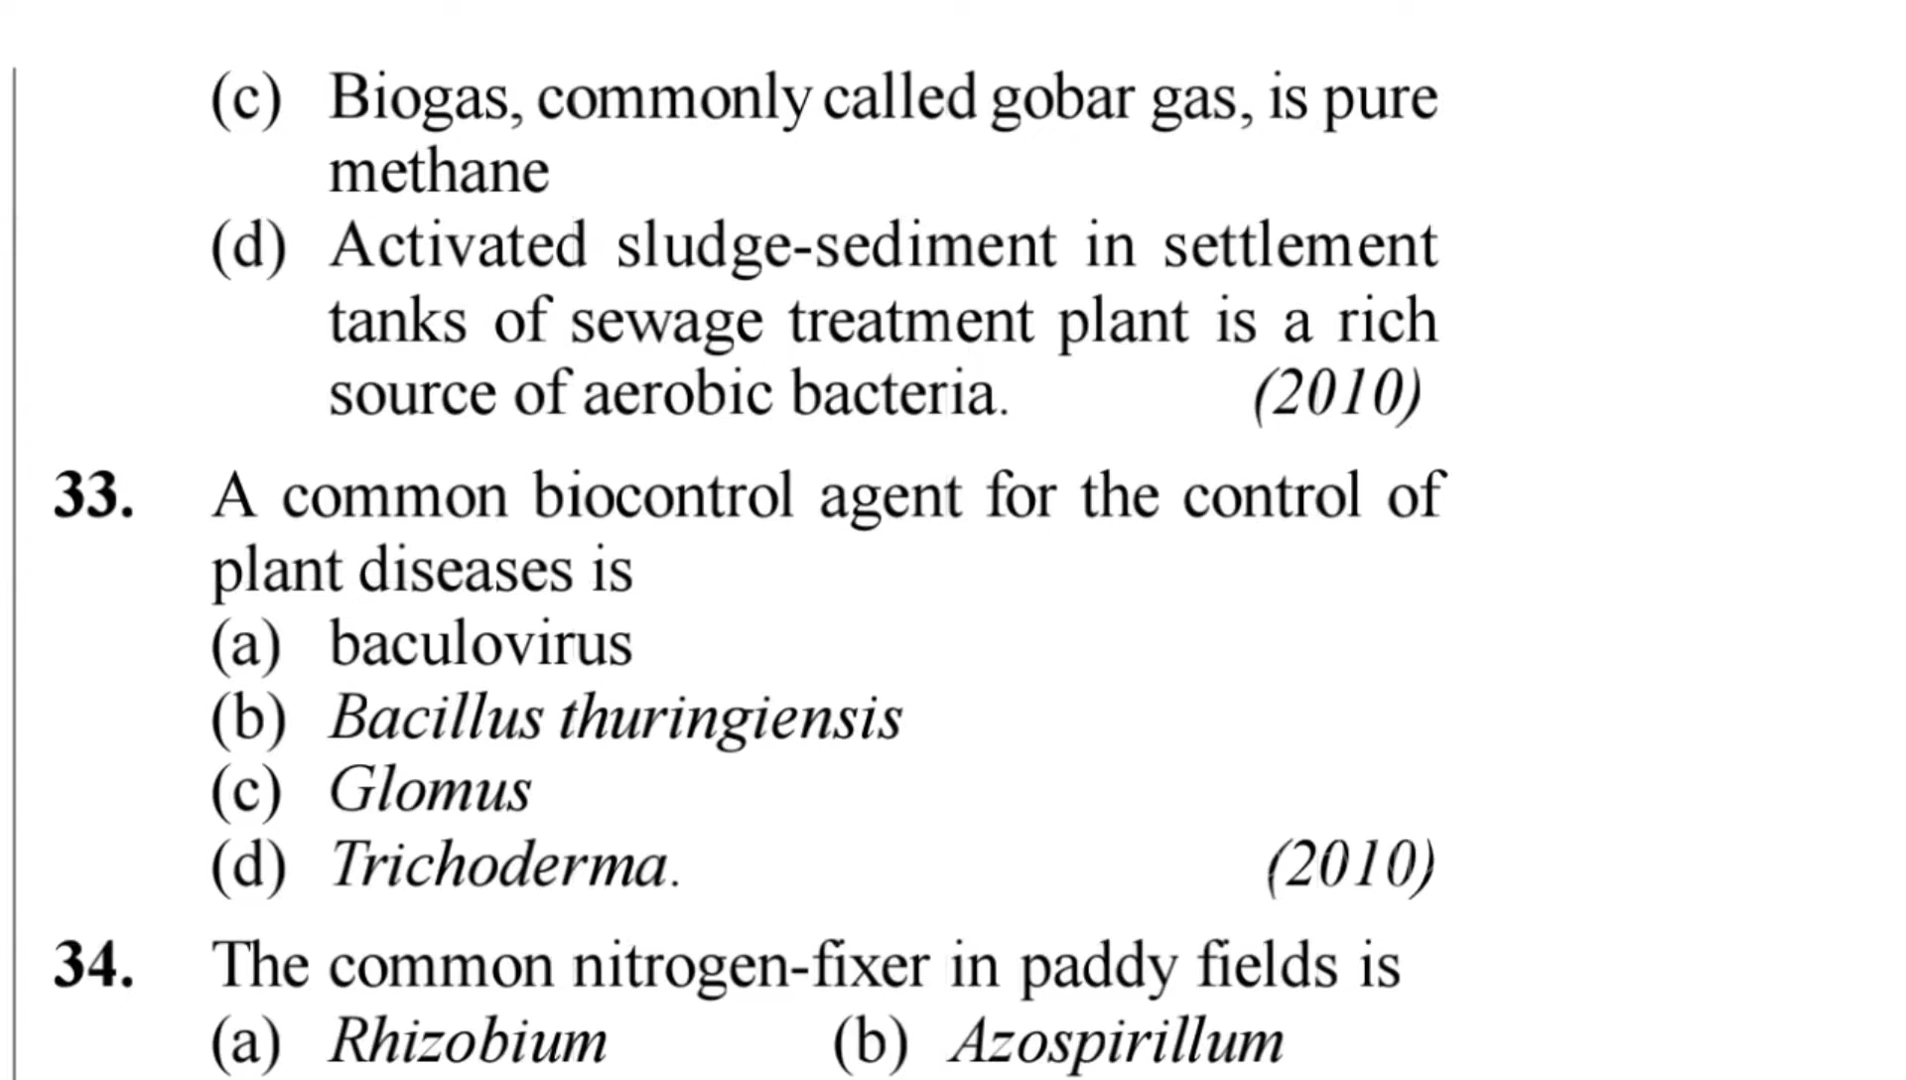 (c) Biogas, commonly called gobar gas, is pure
methane
(d) Activated sludge-sediment in settlement
tanks of sewage treatment plant is a rich
source of aerobic bacteria. (2010)
33. A common biocontrol agent for the control of
plant diseases is
(a) baculovirus
(b) Bacillus thuringiensis
(c) Glomus
(d) Trichoderma. (2010)
34. The common nitrogen-fixer in paddy fields is
(a) Rhizobium (b) Azospirillum